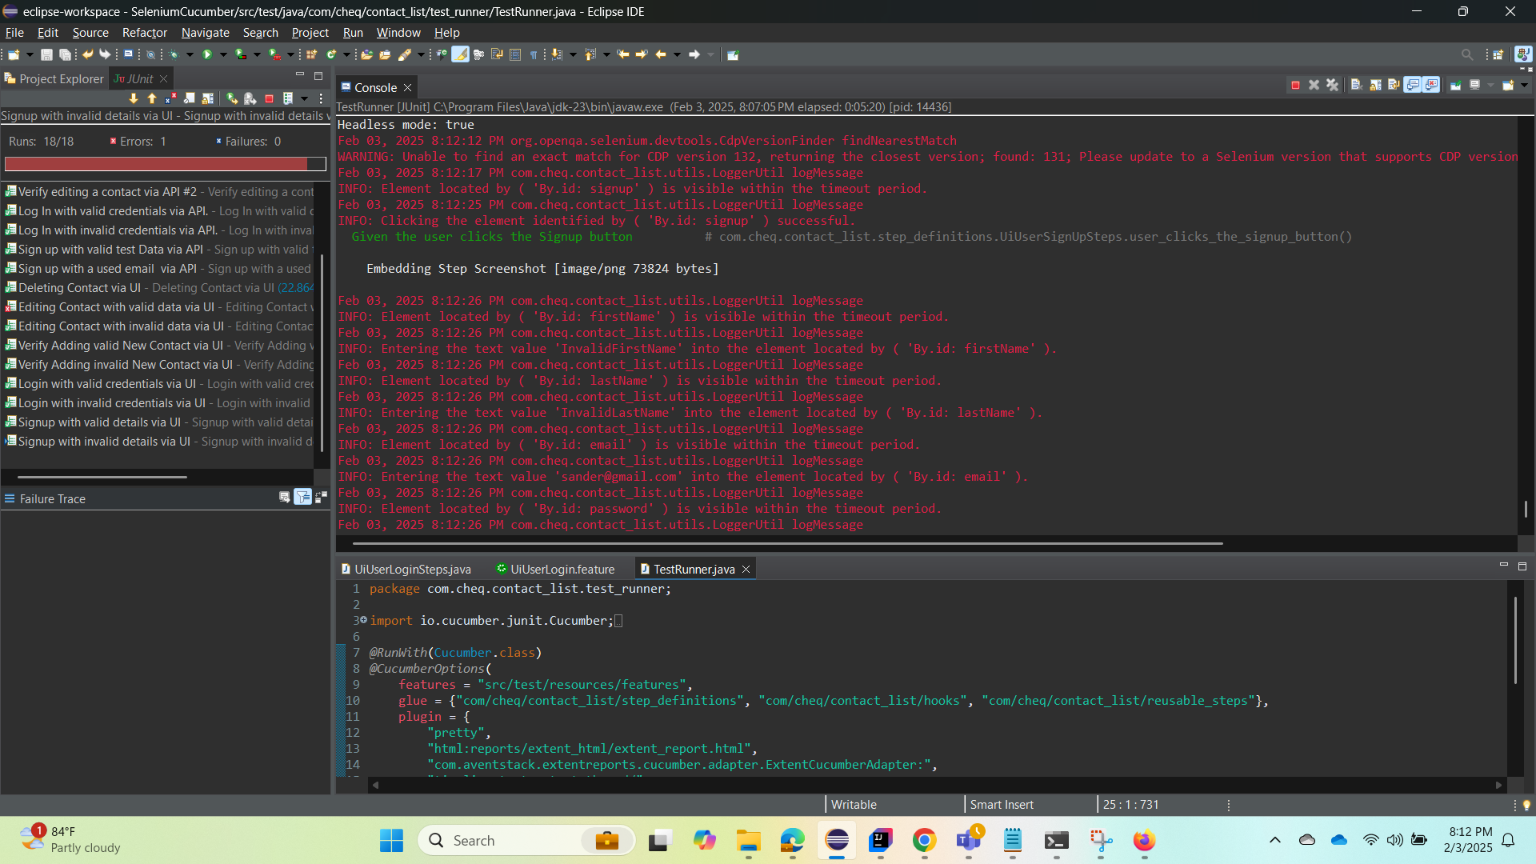 eclipse-workspace - SeleniumCucumber/src/test/java/com/cheq/contact_list/test_runner/TestRunner.java - Eclipse IDE
File Edit Source Refactor Navigate Search Project Run Window Help
Project Explorer JUnit
Signup with invalid details via UI - Signup with invalid details v
Runs: 18/18 Errors: 1 Failures: 0
Verify editing a contact via API #2 - Verify editing a cont
Log In with valid credentials via API. - Log In with valid c
Log In with invalid credentials via API. - Log In with inva
Sign up with valid test Data via API - Sign up with valid
Sign up with a used email via API - Sign up with a used
Deleting Contact via UI - Deleting Contact via UI (22.864
Editing Contact with valid data via UI - Editing Contact v
Editing Contact with invalid data via UI - Editing Contac
Verify Adding valid New Contact via UI - Verify Adding v
Verify Adding invalid New Contact via UI - Verify Adding
Login with valid credentials via UI - Login with valid cred
Login with invalid credentials via UI - Login with invalid
Signup with valid details via UI - Signup with valid detai
Signup with invalid details via UI - Signup with invalid d
Failure Trace
Console
TestRunner [JUnit] C:\Program Files\Java\jdk-23\bin\javaw.exe (Feb 3, 2025, 8:07:05 PM elapsed: 0:05:20) [pid: 14436]
Headless mode: true
Feb 03, 2025 8:12:12 PM org.openqa.selenium.devtools.CdpVersionFinder findNearestMatch
WARNING: Unable to find an exact match for CDP version 132, returning the closest version; found: 131; Please update to a Selenium version that supports CDP version
Feb 03, 2025 8:12:17 PM com.cheq.contact_list.utils.LoggerUtil logMessage
INFO: Element located by ( 'By.id: signup' ) is visible within the timeout period.
Feb 03, 2025 8:12:25 PM com.cheq.contact_list.utils.LoggerUtil logMessage
INFO: Clicking the element identified by ( 'By.id: signup' ) successful.
Given the user clicks the Signup button # com.cheq.contact_list.step_definitions.UiUserSignUpSteps.user_clicks_the_signup_button()
Embedding Step Screenshot [image/png 73824 bytes]
Feb 03, 2025 8:12:26 PM com.cheq.contact_list.utils.LoggerUtil logMessage
INFO: Element located by ( 'By.id: firstName' ) is visible within the timeout period.
Feb 03, 2025 8:12:26 PM com.cheq.contact_list.utils.LoggerUtil logMessage
INFO: Entering the text value 'InvalidFirstName' into the element located by ( 'By.id: firstName' ).
Feb 03, 2025 8:12:26 PM com.cheq.contact_list.utils.LoggerUtil logMessage
INFO: Element located by ( 'By.id: lastName' ) is visible within the timeout period.
Feb 03, 2025 8:12:26 PM com.cheq.contact_list.utils.LoggerUtil logMessage
INFO: Entering the text value 'InvalidLastName' into the element located by ( 'By.id: lastName' ).
Feb 03, 2025 8:12:26 PM com.cheq.contact_list.utils.LoggerUtil logMessage
INFO: Element located by ( 'By.id: email' ) is visible within the timeout period.
Feb 03, 2025 8:12:26 PM com.cheq.contact_list.utils.LoggerUtil logMessage
INFO: Entering the text value 'sander@gmail.com' into the element located by ( 'By.id: email' ).
Feb 03, 2025 8:12:26 PM com.cheq.contact_list.utils.LoggerUtil logMessage
INFO: Element located by ( 'By.id: password' ) is visible within the timeout period.
Feb 03, 2025 8:12:26 PM com.cheq.contact_list.utils.LoggerUtil logMessage
UiUserLoginSteps.java UiUserLogin.feature TestRunner.java
1 package com.cheq.contact_list.test_runner;
2
3 import io.cucumber.junit.Cucumber;
6
7 @RunWith(Cucumber.class)
8 @CucumberOptions(
9 features = "src/test/resources/features",
10 glue = {"com/cheq/contact_list/step_definitions", "com/cheq/contact_list/hooks", "com/cheq/contact_list/reusable_steps"},
11 plugin = {
12 "pretty",
13 "html:reports/extent_html/extent_report.html",
14 "com.aventstack.extentreports.cucumber.adapter.ExtentCucumberAdapter:",
Writable Smart Insert 25 : 1 : 731
1
84°F
Partly cloudy
Search
8:12 PM
2/3/2025